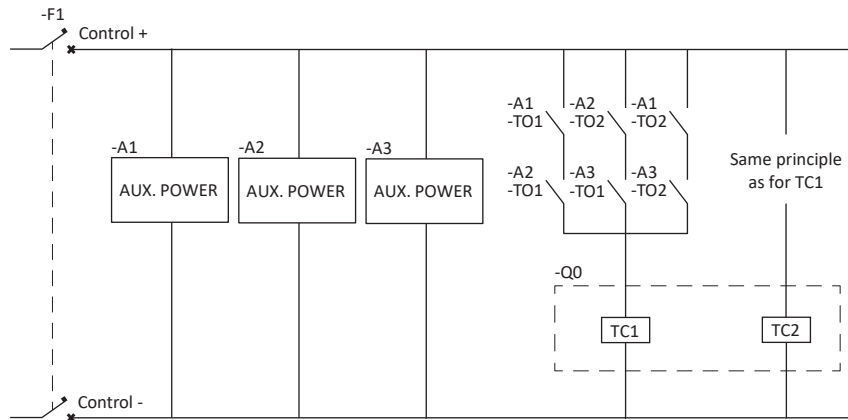 -F1
Control +
-A1
AUX. POWER
-A2
AUX. POWER
-A3
AUX. POWER
-A1
-TO1
-A2
-TO2
-A1
-TO2
-A2
-TO1
-A3
-TO1
-A3
-TO2
Same principle
as for TC1
-Q0
TC1
TC2
Control -